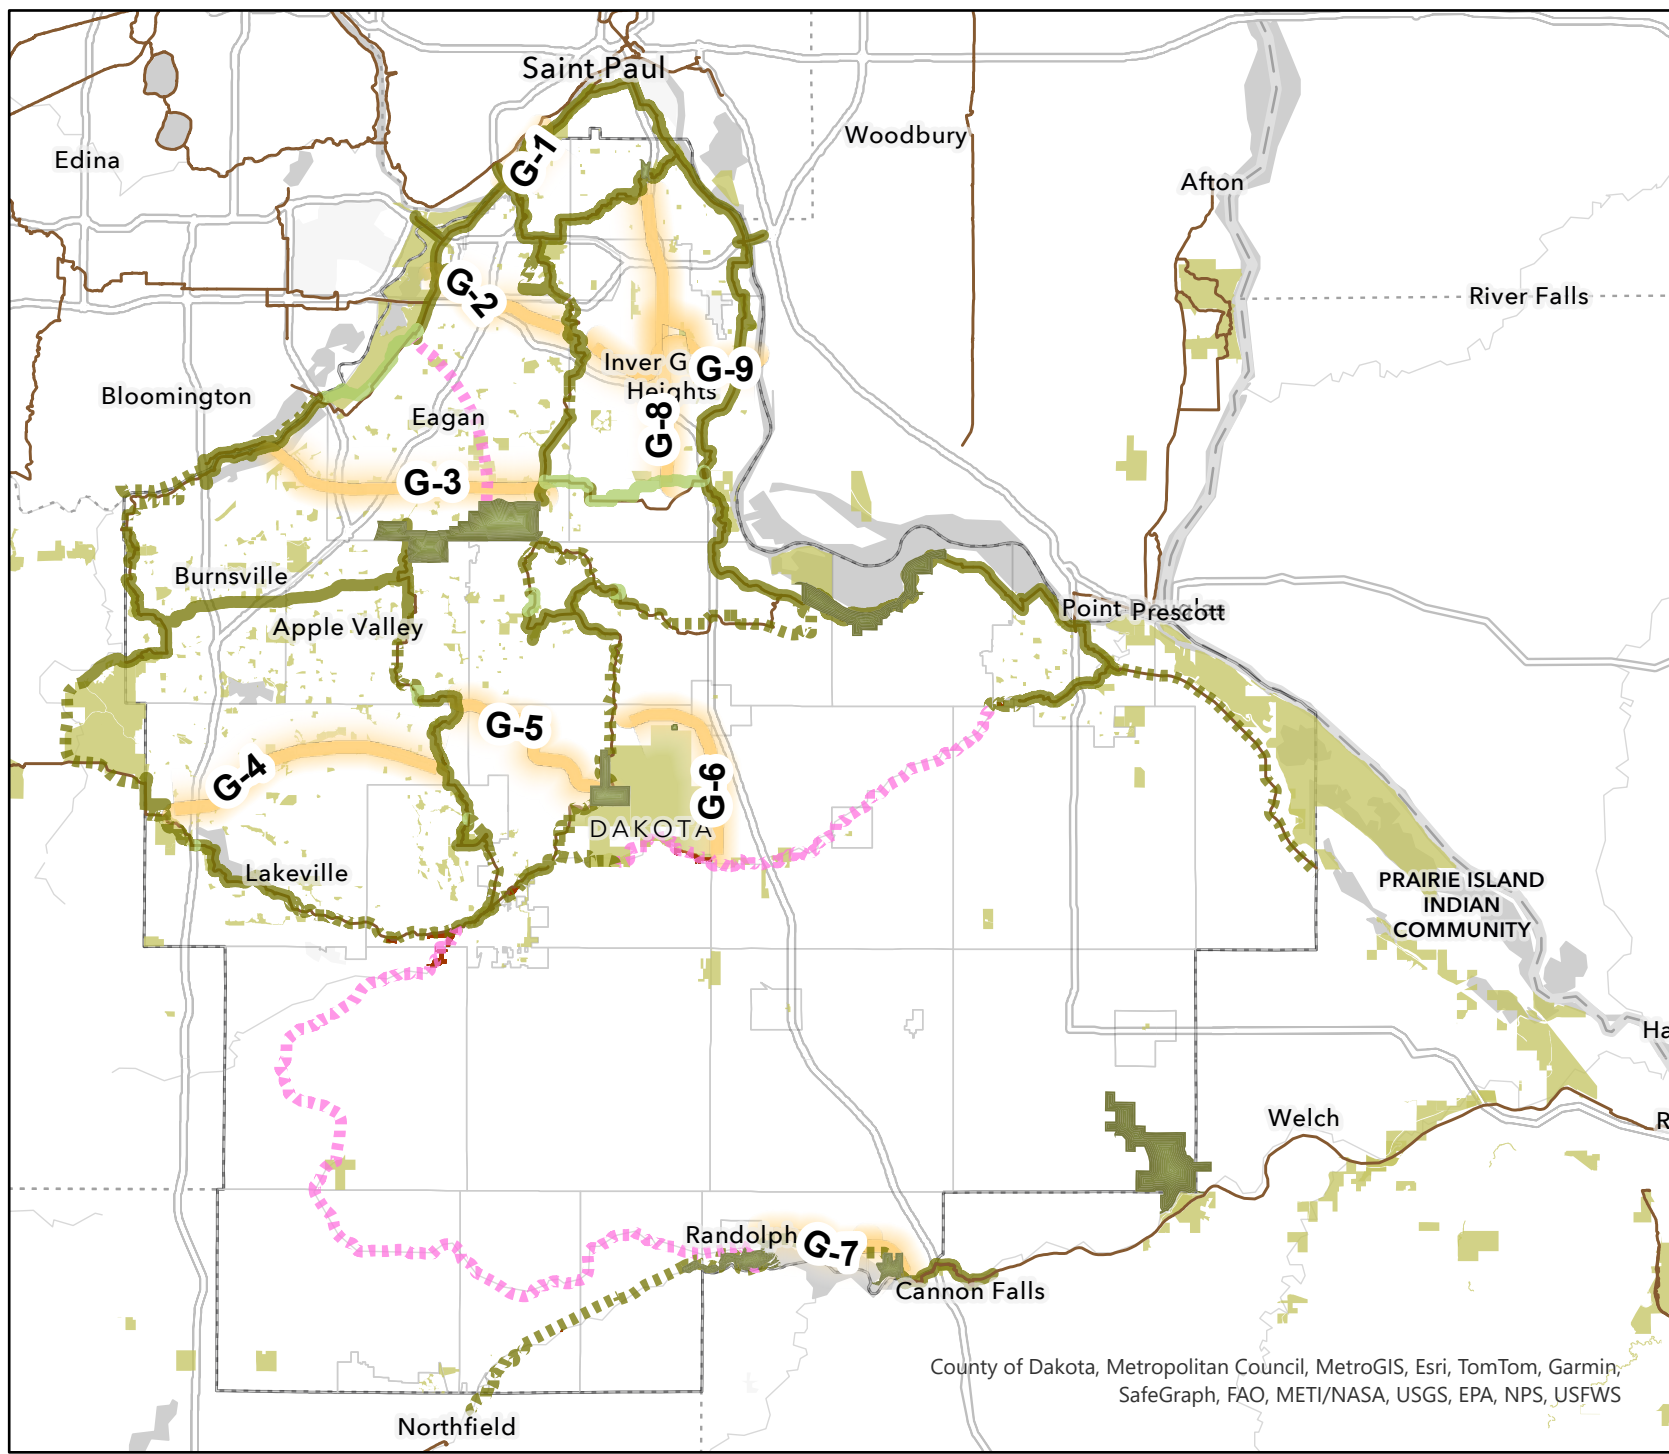 Saint Paul
Woodbury
G-1
Edina
Afton
G-2
River Falls
Inver G
Heights
G-9
Bloomington
Eagan
G-8
G-3
Burnsville
Point
Prescott
Apple Valley
G-5
G-4
G-6
DAKOTA
Lakeville
PRAIRIE ISLAND
INDIAN
COMMUNITY
Ha
Welch
R
Randolph
G-7
Cannon Falls
County of Dakota, Metropolitan Council, MetroGIS, Esri, TomTom, Garmin,
SafeGraph, FAO, METI/NASA, USGS, EPA, NPS, USFWS
Northfield